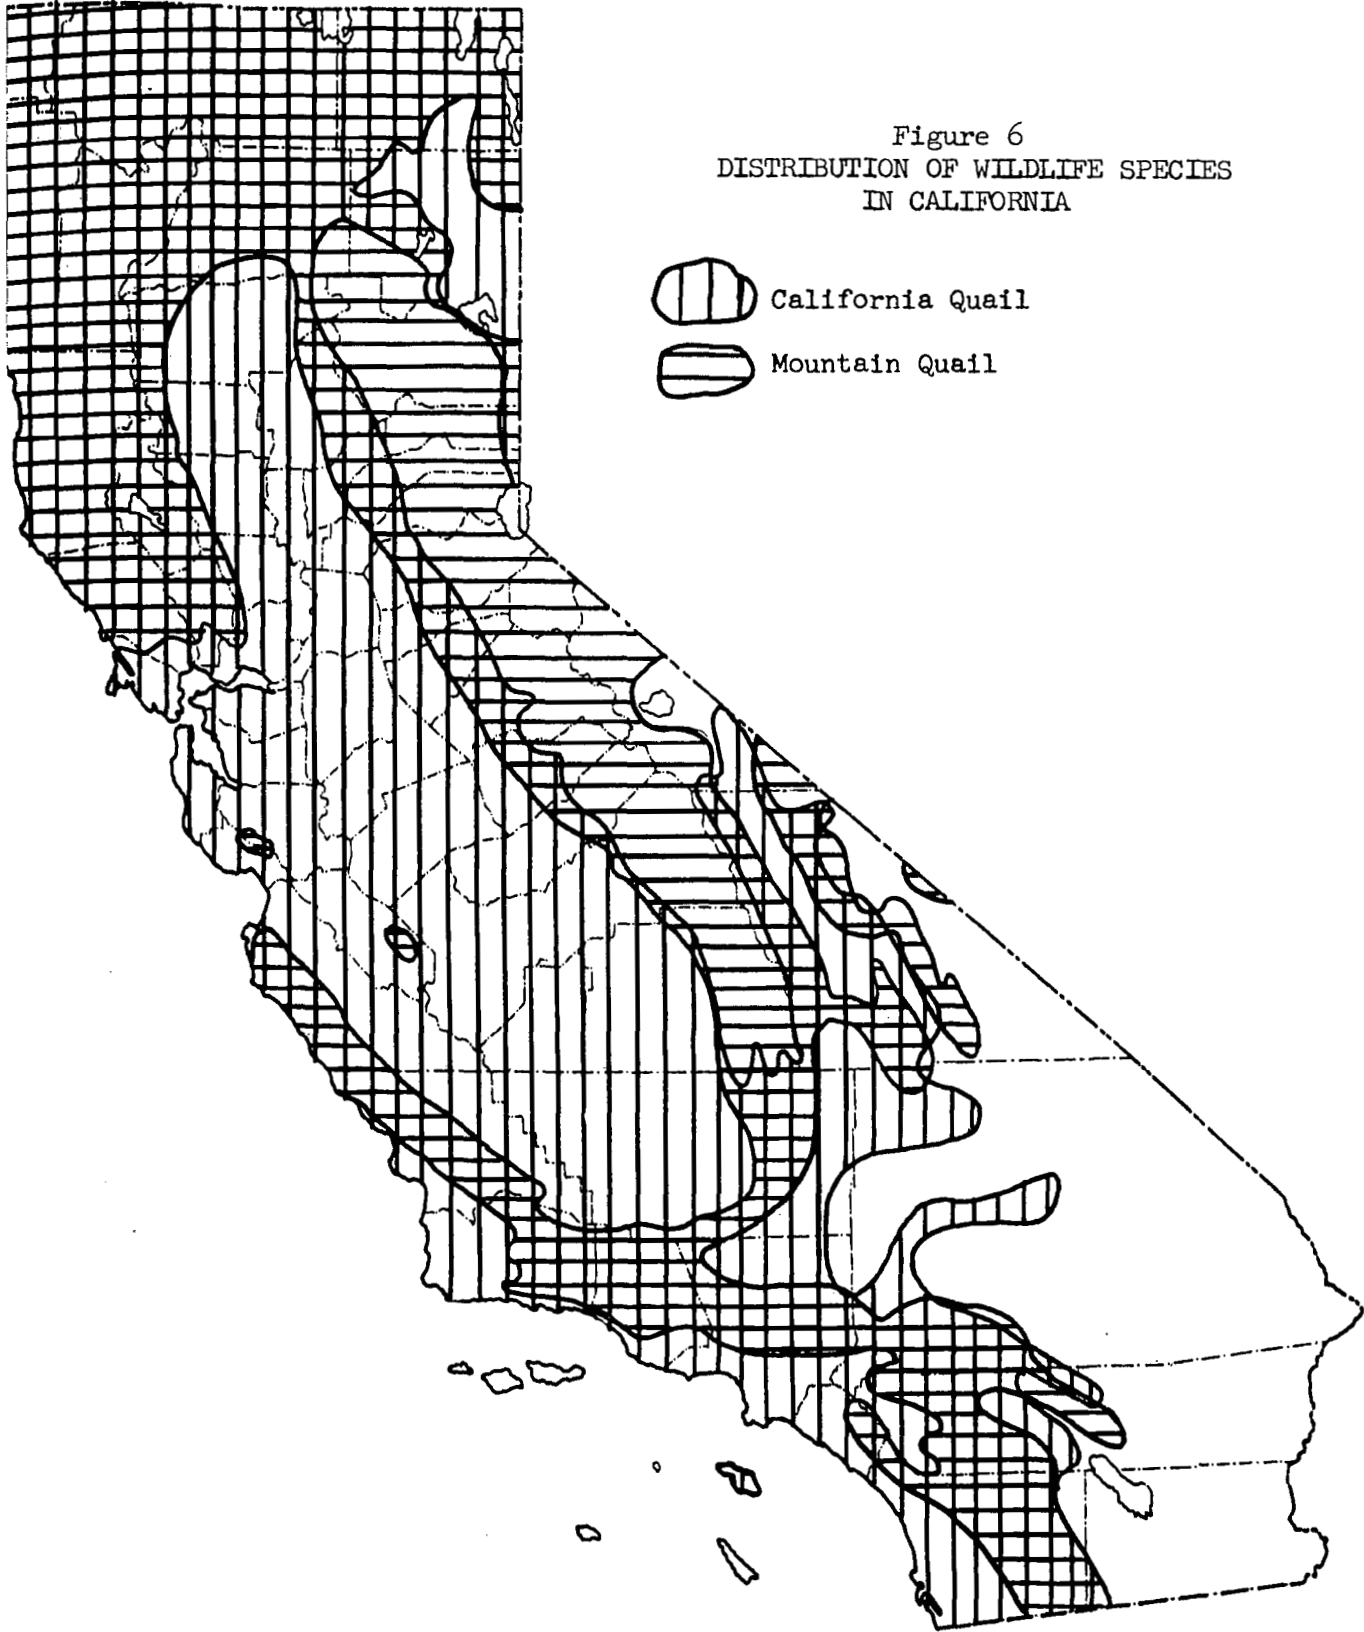 Figure 6
DISTRIBUTION OF WILDLIFE SPECIES
IN CALIFORNIA
California Quail
Mountain Quail